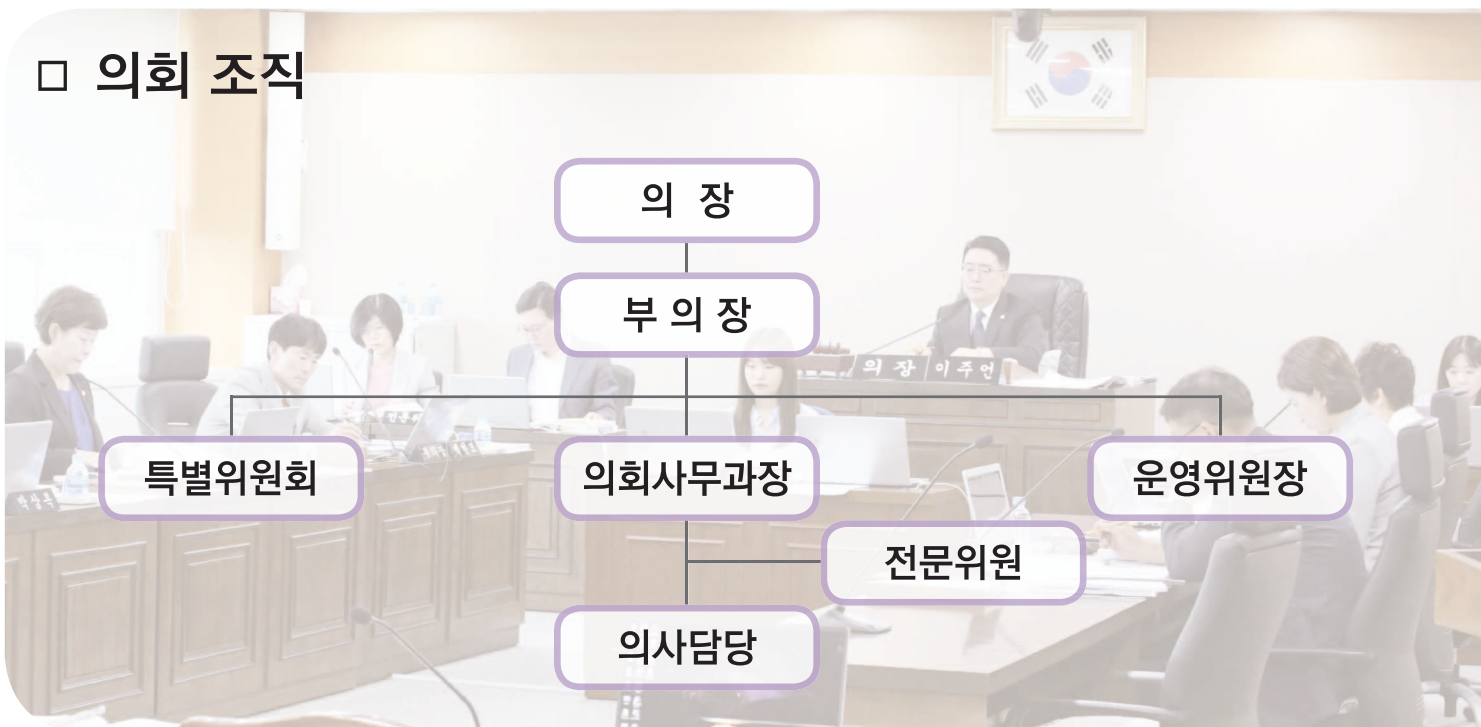 □ 의회 조직
의 장
부 의 장
의 장 이 주 언
특별위원회
의회사무과장
운영위원장
전문위원
의사담당